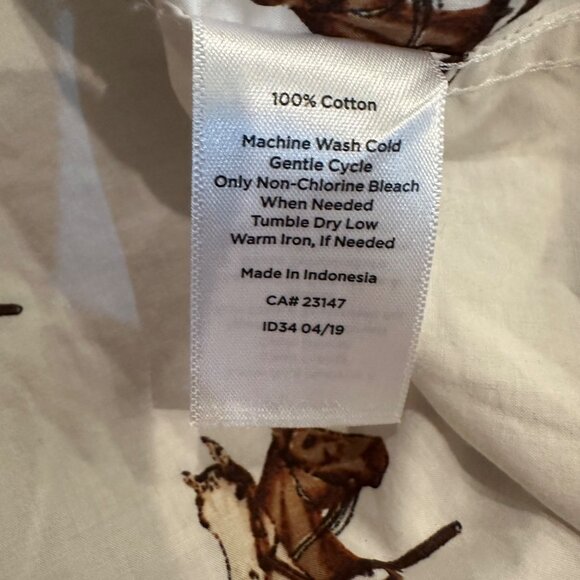 100% Cotton
Machine Wash Cold
Gentle Cycle
Only Non-Chlorine Bleach
When Needed
Tumble Dry Low
Warm Iron, If Needed
Made In Indonesia
CA# 23147
ID34 04/19